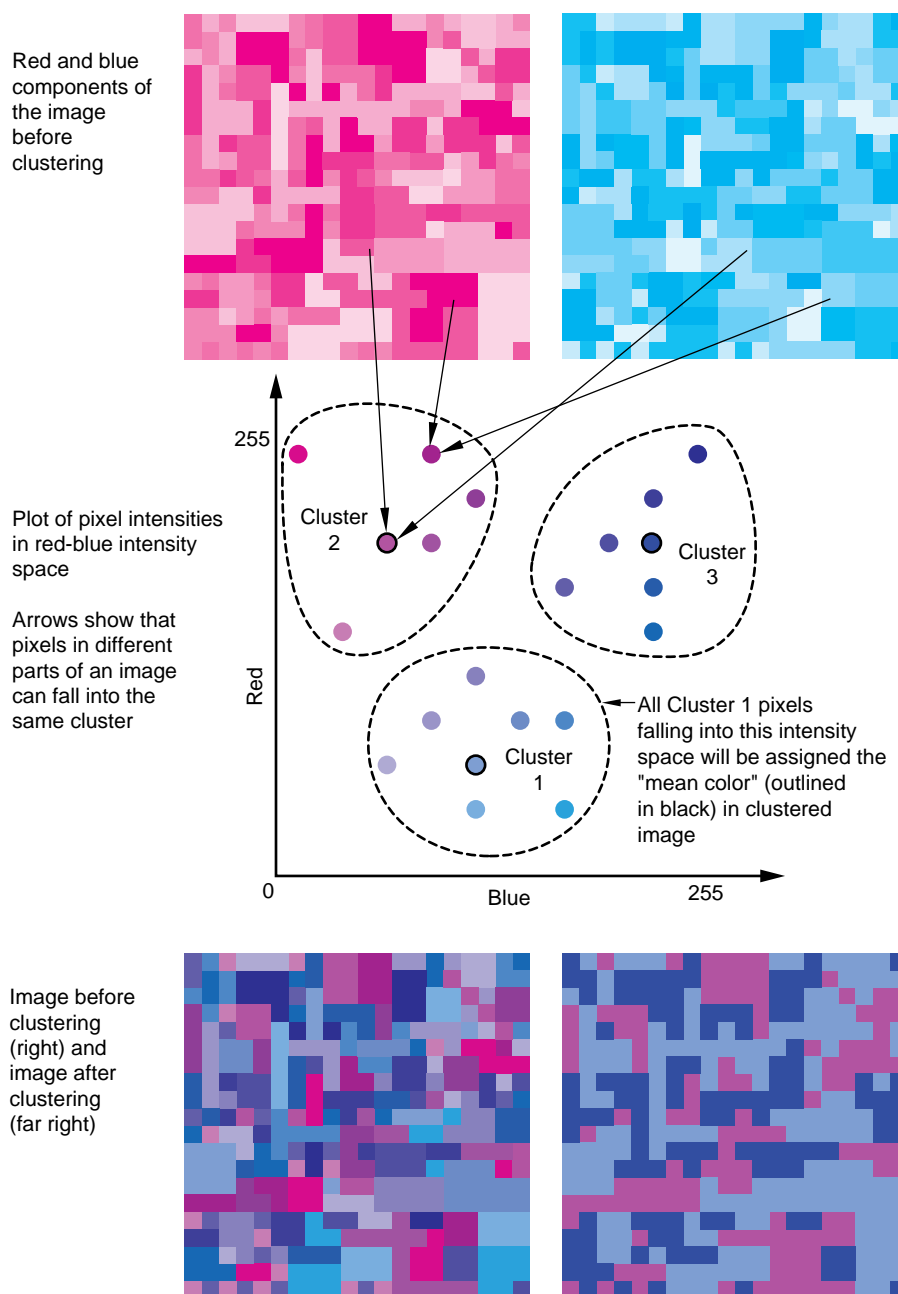 Red and blue
components of
the image
before
clustering
255
Plot of pixel intensities
in red-blue intensity
space
Arrows show that
pixels in different
parts of an image
can fall into the
same cluster
Cluster
2
Cluster
3
Red
Cluster
1
All Cluster 1 pixels
falling into this intensity
space will be assigned the
"mean color" (outlined
in black) in clustered
image
0
Blue
255
Image before
clustering
(right) and
image after
clustering
(far right)